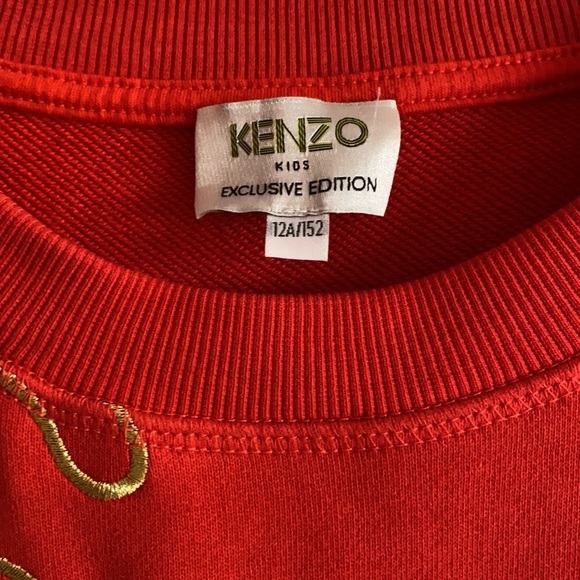 KENZO
KIDS
EXCLUSIVE EDITION
12A/152